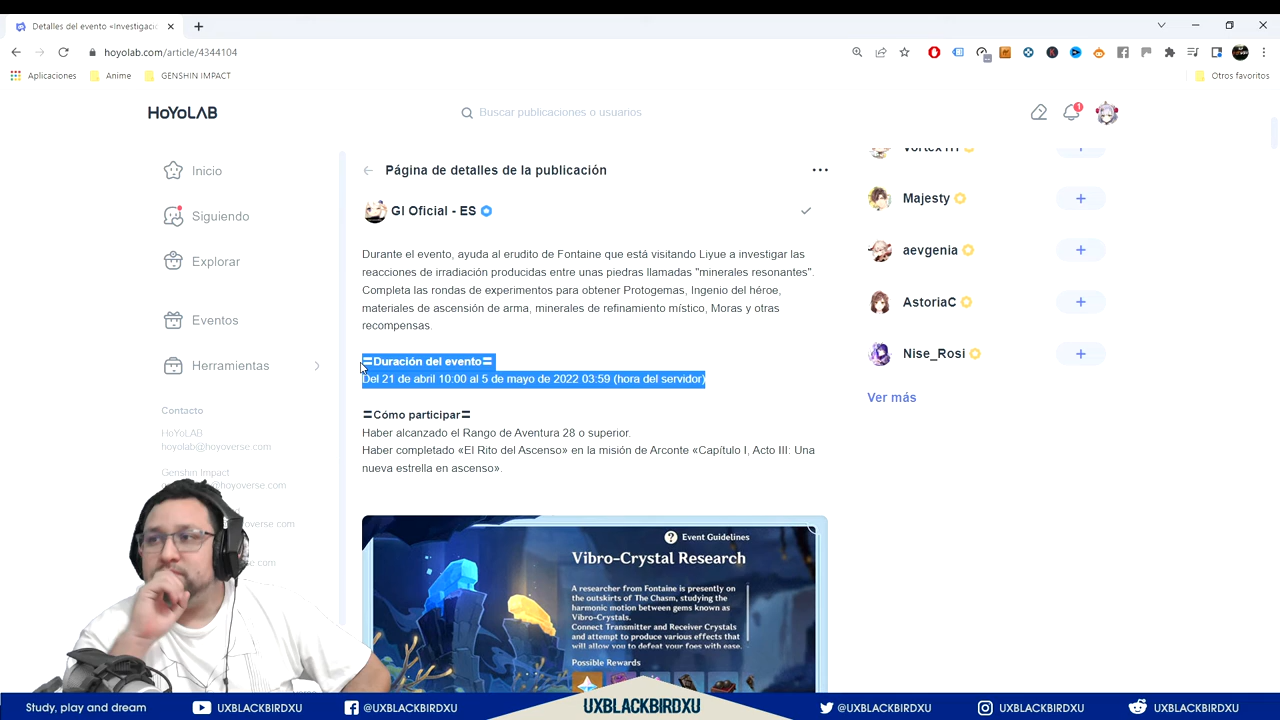 Detalles del evento «Investigaci
hoyolab.com/article/4344104
Aplicaciones
Anime
GENSHIN IMPACT
Otros favoritos
HoYoLAB
Buscar publicaciones o usuarios
1
Inicio
Siguiendo
Explorar
Eventos
Herramientas
Contacto
HoYoLAB
hoyolab@hoyoverse.com
Genshin Impact
@hoyoverse.com
overse.com
e.com
Página de detalles de la publicación
GI Oficial - ES
Durante el evento, ayuda al erudito de Fontaine que está visitando Liyue a investigar las
reacciones de irradiación producidas entre unas piedras llamadas "minerales resonantes".
Completa las rondas de experimentos para obtener Protogemas, Ingenio del héroe,
materiales de ascensión de arma, minerales de refinamiento místico, Moras y otras
recompensas.
〓Duración del evento〓
Del 21 de abril 10:00 al 5 de mayo de 2022 03:59 (hora del servidor)
〓Cómo participar〓
Haber alcanzado el Rango de Aventura 28 o superior.
Haber completado «El Rito del Ascenso» en la misión de Arconte «Capítulo I, Acto III: Una
nueva estrella en ascenso».
Event Guidelines
Vibro-Crystal Research
A researcher from Fontaine is presently on
the outskirts of The Chasm, studying the
harmonic motion between gems known as
Vibro-Crystals.
Connect Transmitter and Receiver Crystals
and attempt to produce various effects that
will allow you to defeat your foes with ease.
Possible Rewards
Majesty
aevgenia
AstoriaC
Nise_Rosi
Ver más
Study, play and dream
UXBLACKBIRDXU
@UXBLACKBIRDXU
UXBLACKBIRDXU
@UXBLACKBIRDXU
UXBLACKBIRDXU
UXBLACKBIRDXU